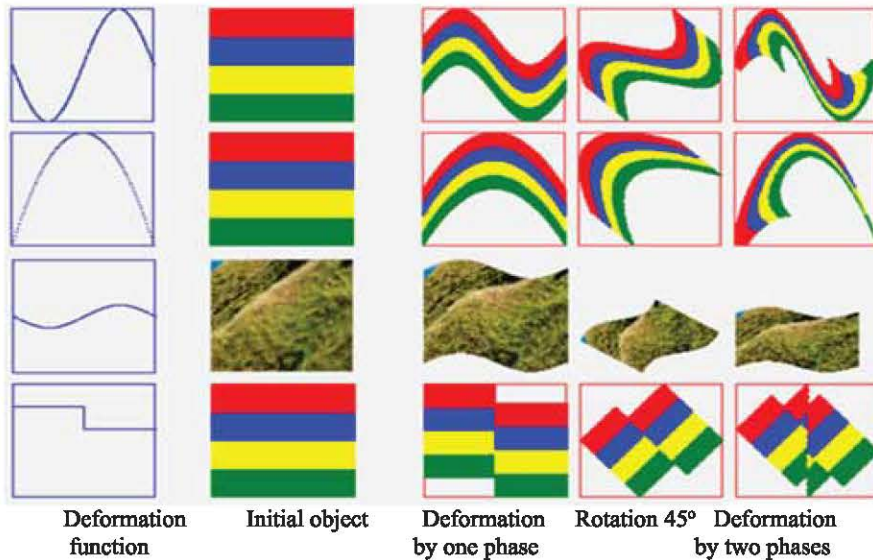 Deformation Initial object Deformation Rotation 45° Deformation
function by one phase by two phases